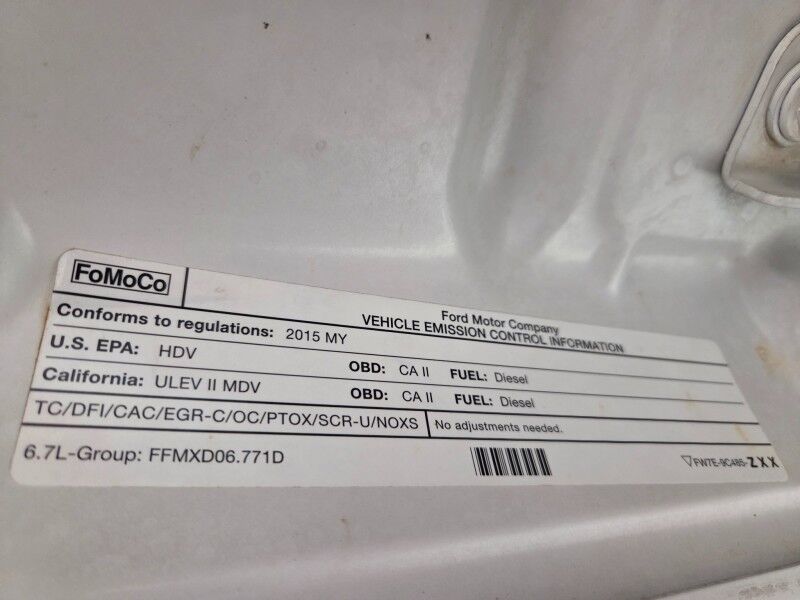 FoMoCo
Ford Motor Company
VEHICLE EMISSION CONTROL INFORMATION
Conforms to regulations: 2015 MY
U.S. EPA: HDV OBD: CA II FUEL: Diesel
California: ULEV II MDV OBD: CA II FUEL: Diesel
TC/DFI/CAC/EGR-C/OC/PTOX/SCR-U/NOXS No adjustments needed.
6.7L-Group: FFMXD06.771D FW7E-9C485-ZXX